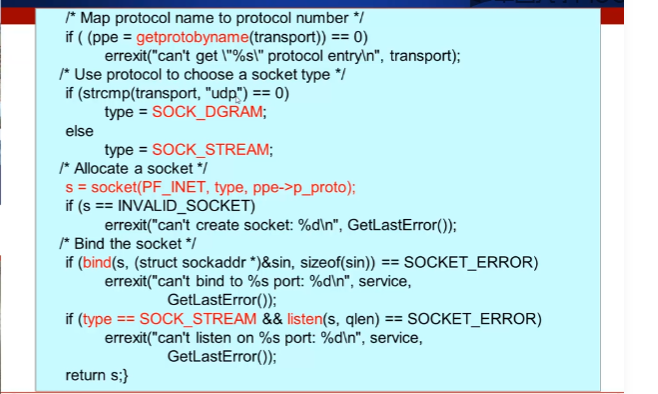 /* Map protocol name to protocol number */
if ( (ppe = getprotobyname(transport)) == 0)
errexit("can't get \"%s\" protocol entry\n", transport);
/* Use protocol to choose a socket type */
if (strcmp(transport, "udp") == 0)
type = SOCK_DGRAM;
else
type = SOCK_STREAM;
/* Allocate a socket */
s = socket(PF_INET, type, ppe->p_proto);
if (s == INVALID_SOCKET)
errexit("can't create socket: %d\n", GetLastError());
/* Bind the socket */
if (bind(s, (struct sockaddr *)&sin, sizeof(sin)) == SOCKET_ERROR)
errexit("can't bind to %s port: %d\n", service,
GetLastError());
if (type == SOCK_STREAM && listen(s, qlen) == SOCKET_ERROR)
errexit("can't listen on %s port: %d\n", service,
GetLastError());
return s;}